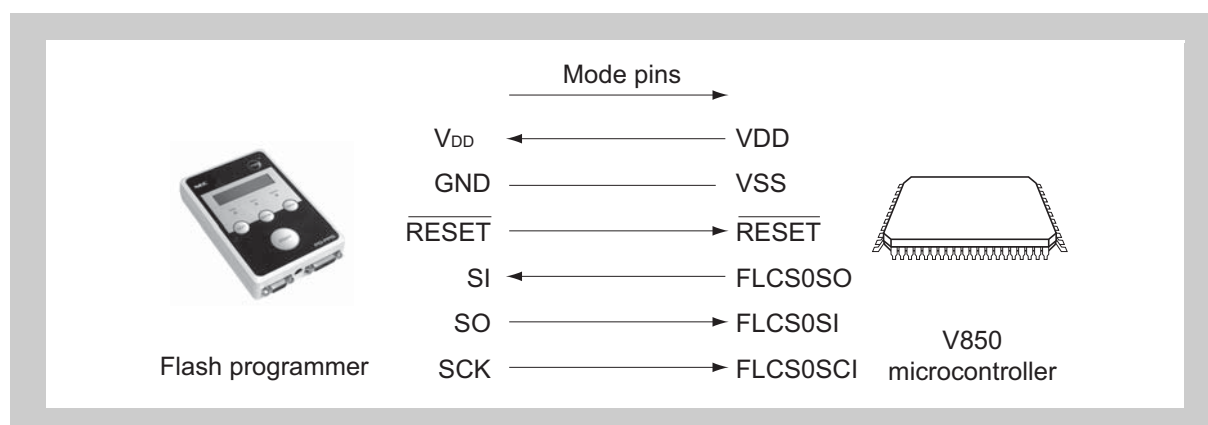 Mode pins
VDD VDD
GND VSS
RESET RESET
SI FLCS0SO
SO FLCS0SI
SCK FLCS0SCI
Flash programmer
V850
microcontroller